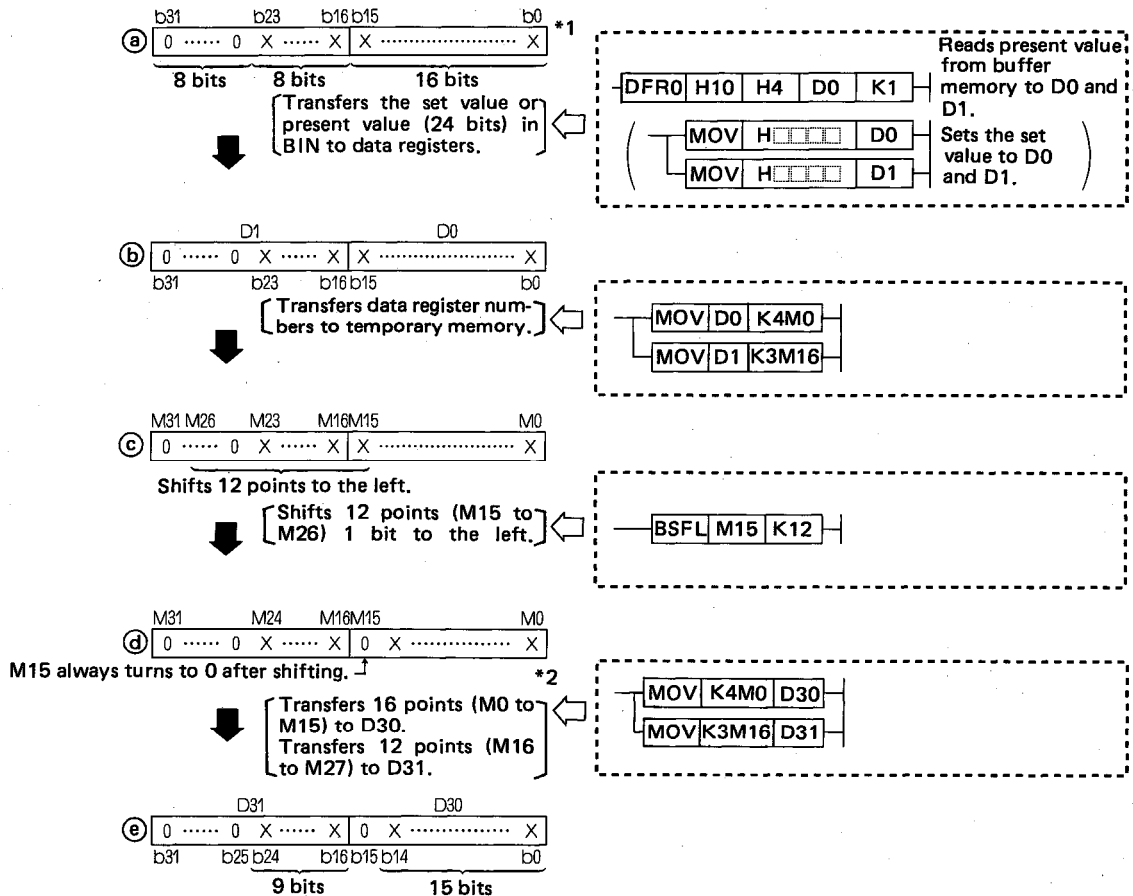 b31 b23 b16 b15 b0 *1
ⓐ 0 ······ 0 X ······ X X ······················· X
8 bits 8 bits 16 bits
Transfers the set value or
present value (24 bits) in
BIN to data registers.
DFR0 H10 H4 D0 K1
Reads present value
from buffer
memory to D0 and
D1.
MOV H□□□□ D0
MOV H□□□□ D1
Sets the set
value to D0
and D1.
D1 D0
ⓑ 0 ······ 0 X ······ X X ······················· X
b31 b23 b16 b15 b0
Transfers data register num-
bers to temporary memory.
MOV D0 K4M0
MOV D1 K3M16
M31 M26 M23 M16 M15 M0
ⓒ 0 ······ 0 X ······ X X ······················· X
Shifts 12 points to the left.
Shifts 12 points (M15 to
M26) 1 bit to the left.
BSFL M15 K12
M31 M24 M16 M15 M0
ⓓ 0 ······ 0 X ······ X 0 X ·················· X
M15 always turns to 0 after shifting. *2
Transfers 16 points (M0 to
M15) to D30.
Transfers 12 points (M16
to M27) to D31.
MOV K4M0 D30
MOV K3M16 D31
D31 D30
ⓔ 0 ······ 0 X ······ X 0 X ·················· X
b31 b25 b24 b16 b15 b14 b0
9 bits 15 bits